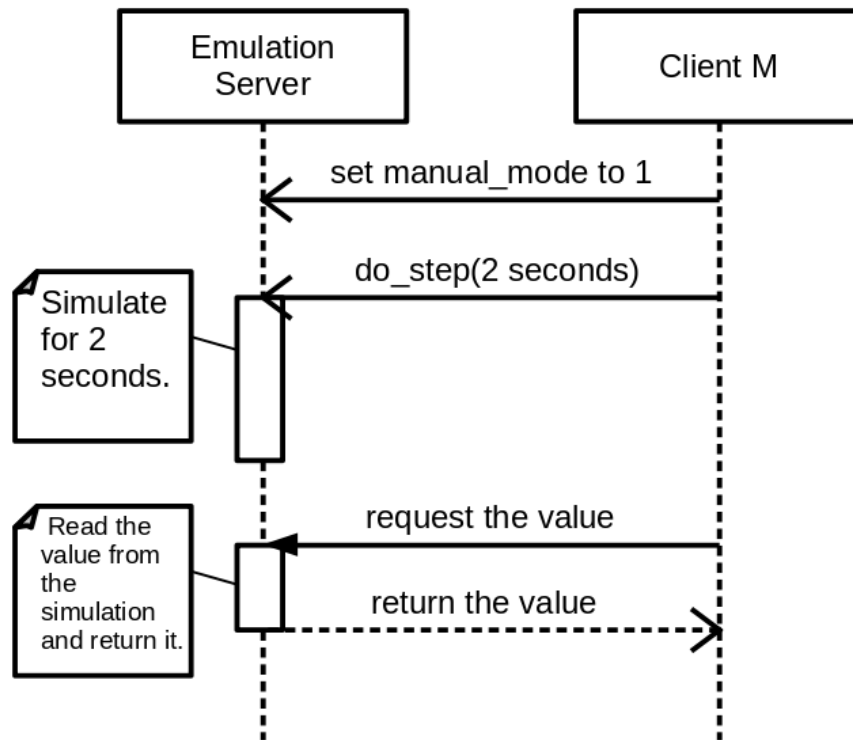 Emulation
Server
Client M
set manual_mode to 1
do_step(2 seconds)
Simulate
for 2
seconds.
request the value
Read the
value from
the
simulation
and return it.
return the value